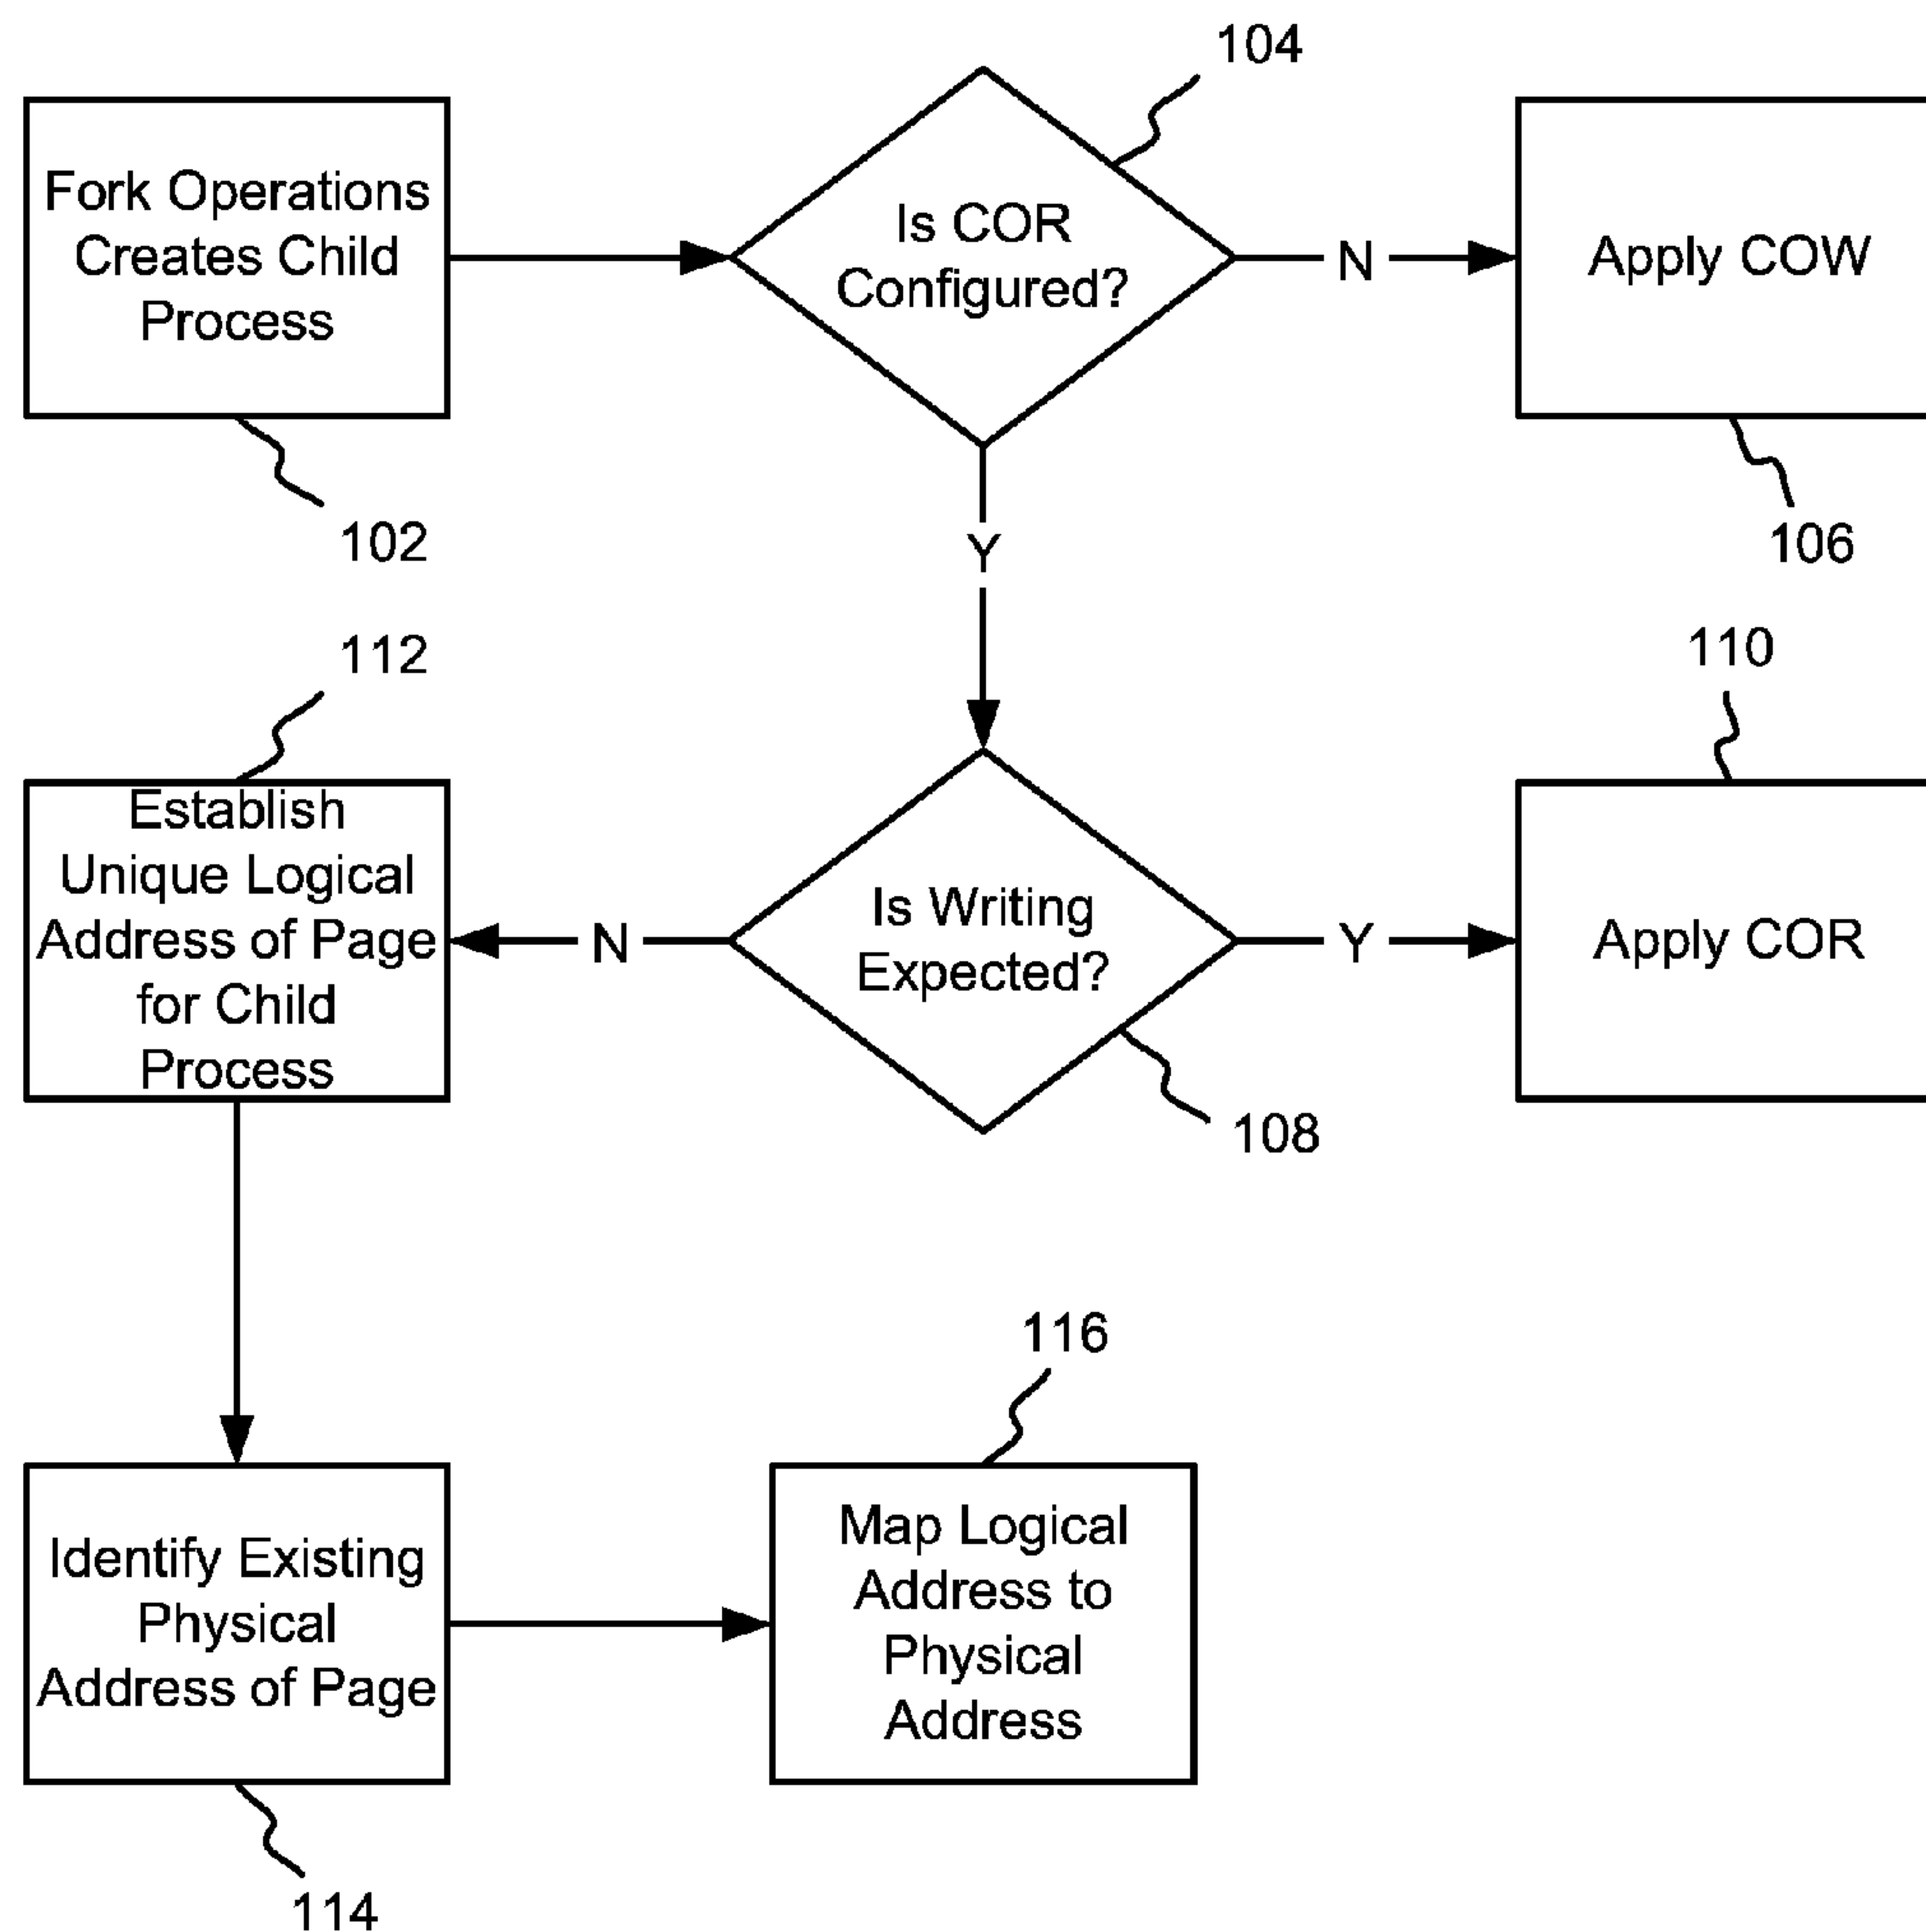 104
Fork Operations
Creates Child
Process
Is COR
Configured?
N
Apply COW
102
Y
106
112
110
Establish
Unique Logical
Address of Page
for Child
Process
N
Is Writing
Expected?
Y
Apply COR
108
116
Identify Existing
Physical
Address of Page
Map Logical
Address to
Physical
Address
114